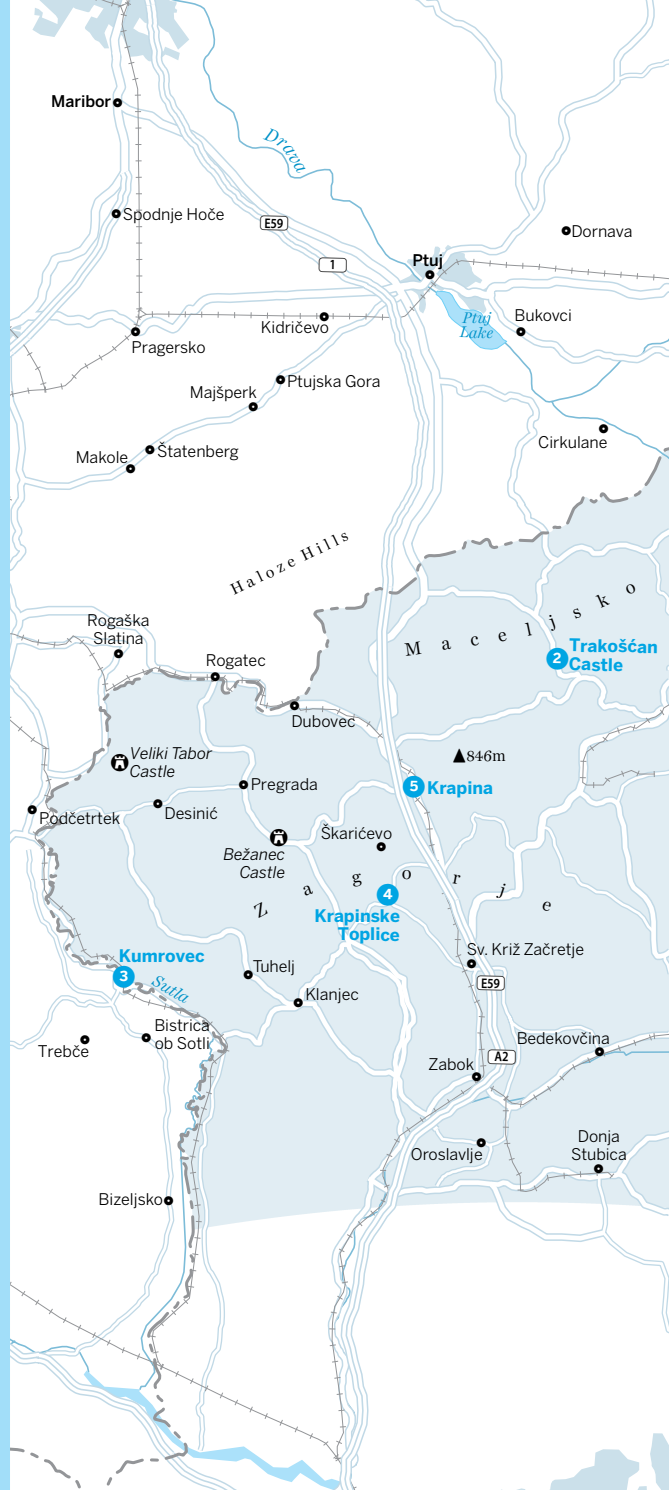 Maribor
Drava
Spodnje Hoče
E59
Dornava
Ptuj
1
Ptuj
Lake
Bukovci
Kidričevo
Pragersko
Ptujska Gora
Majšperk
Cirkulane
Štatenberg
Makole
Haloze Hills
Maceljsko
Rogaška
Slatina
2
Trakošćan
Castle
Rogatec
Dubovec
846m
Veliki Tabor
Castle
Pregrada
5 Krapina
Podčetrtek
Desinić
Škarićevo
Bežanec
Castle
Zagorje
4
Krapinske
Toplice
Kumrovec
3
Sutla
Tuhelj
Sv. Križ Začretje
E59
Klanjec
Bistrica
ob Sotli
Trebče
Bedekovčina
A2
Zabok
Oroslavlje
Donja
Stubica
Bizeljsko